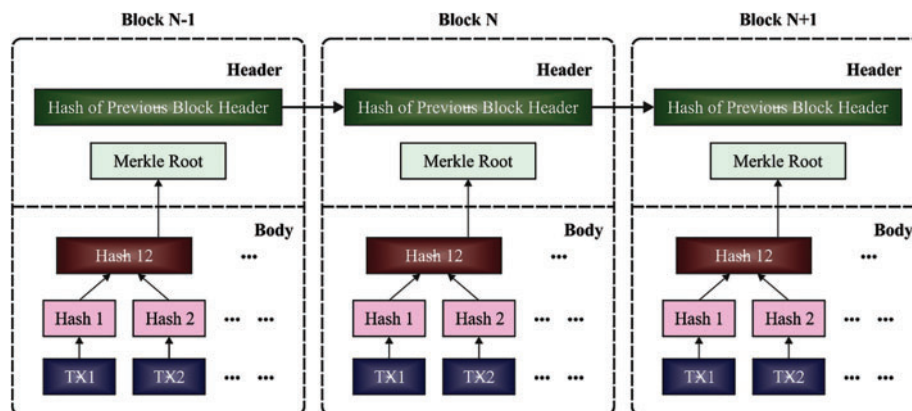 Block N-1 Block N Block N+1
Header Header Header
Hash of Previous Block Header Hash of Previous Block Header Hash of Previous Block Header
Merkle Root Merkle Root Merkle Root
Body Body Body
Hash 12 ... Hash 12 ... Hash 12 ...
Hash 1 Hash 2 ... ... Hash 1 Hash 2 ... ... Hash 1 Hash 2 ... ...
TX1 TX2 ... ... TX1 TX2 ... ... TX1 TX2 ... ...